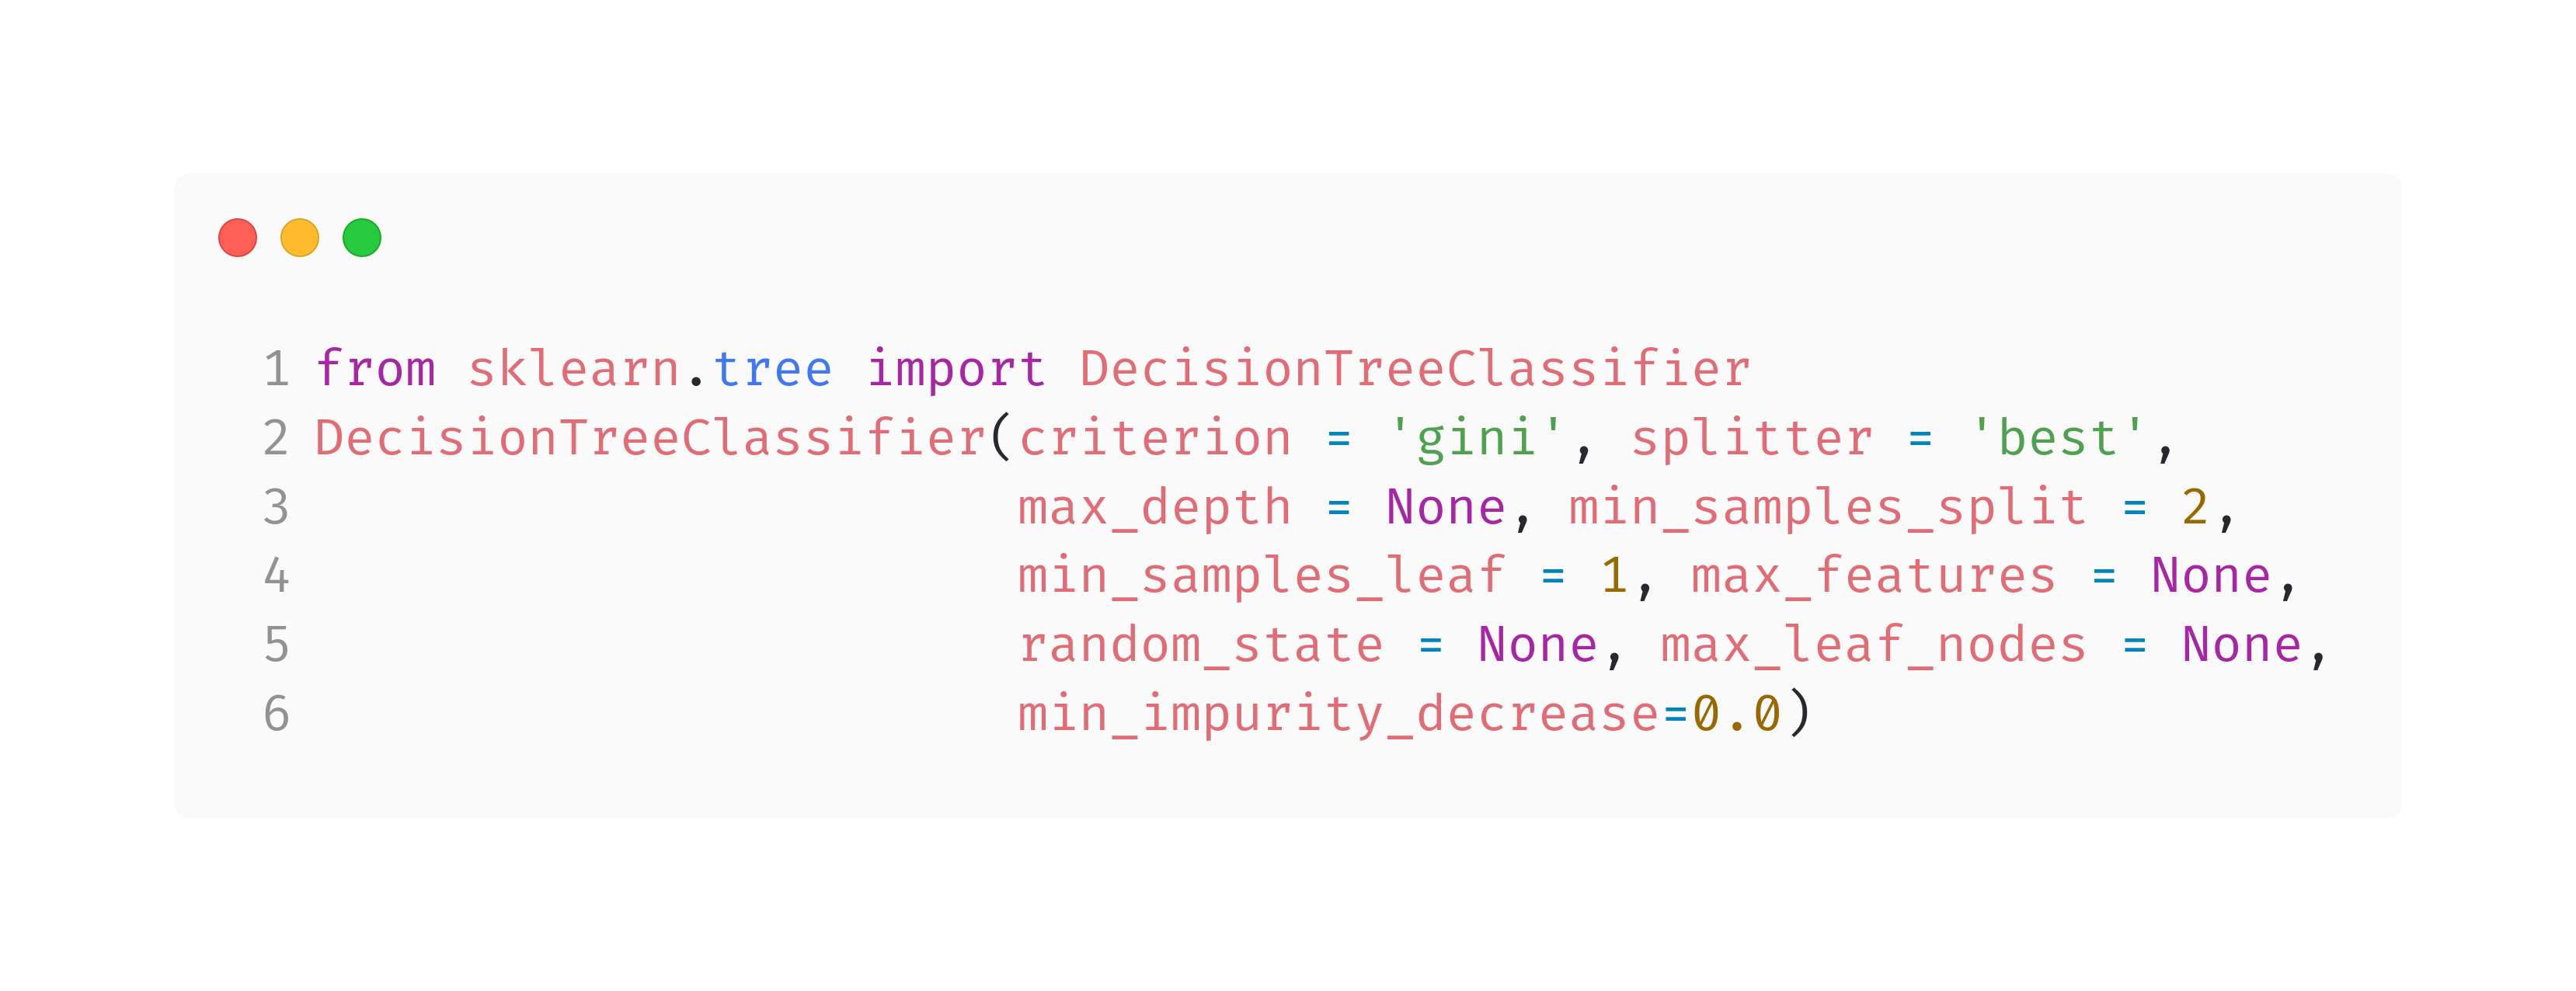 1 from sklearn.tree import DecisionTreeClassifier
2 DecisionTreeClassifier(criterion = 'gini', splitter = 'best',
3                        max_depth = None, min_samples_split = 2,
4                        min_samples_leaf = 1, max_features = None,
5                        random_state = None, max_leaf_nodes = None,
6                        min_impurity_decrease=0.0)